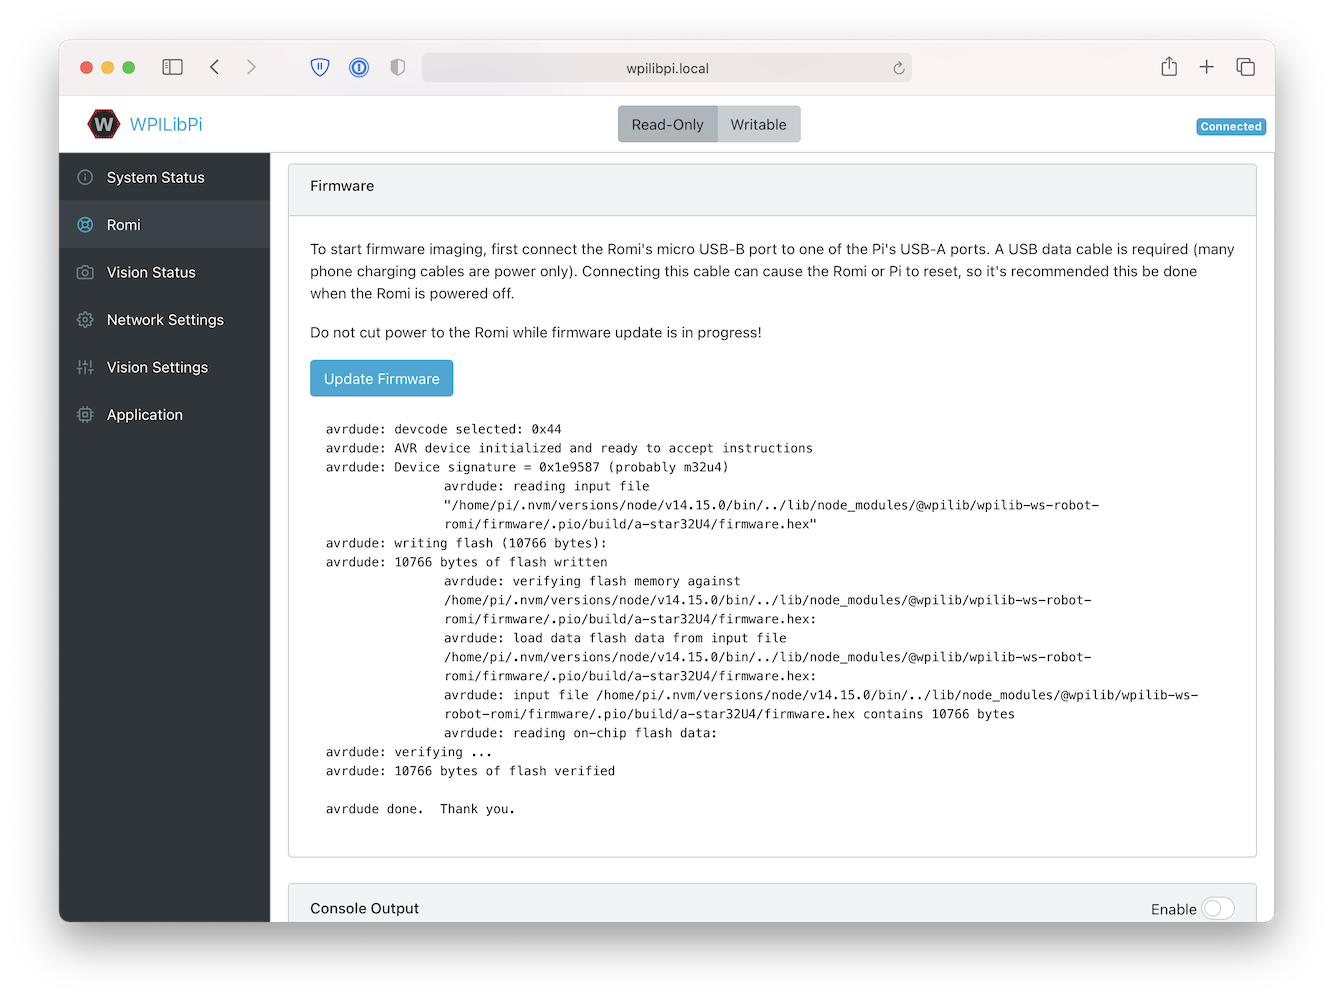 wpilibpi.local
W WPILibPi
Read-Only Writable
Connected
System Status
Romi
Vision Status
Network Settings
Vision Settings
Application
Firmware
To start firmware imaging, first connect the Romi's micro USB-B port to one of the Pi's USB-A ports. A USB data cable is required (many
phone charging cables are power only). Connecting this cable can cause the Romi or Pi to reset, so it's recommended this be done
when the Romi is powered off.
Do not cut power to the Romi while firmware update is in progress!
Update Firmware
avrdude: devcode selected: 0x44
avrdude: AVR device initialized and ready to accept instructions
avrdude: Device signature = 0x1e9587 (probably m32u4)
avrdude: reading input file
"/home/pi/.nvm/versions/node/v14.15.0/bin/../lib/node_modules/@wpilib/wpilib-ws-robot-
romi/firmware/.pio/build/a-star32U4/firmware.hex"
avrdude: writing flash (10766 bytes):
avrdude: 10766 bytes of flash written
avrdude: verifying flash memory against
/home/pi/.nvm/versions/node/v14.15.0/bin/../lib/node_modules/@wpilib/wpilib-ws-robot-
romi/firmware/.pio/build/a-star32U4/firmware.hex:
avrdude: load data flash data from input file
/home/pi/.nvm/versions/node/v14.15.0/bin/../lib/node_modules/@wpilib/wpilib-ws-robot-
romi/firmware/.pio/build/a-star32U4/firmware.hex:
avrdude: input file /home/pi/.nvm/versions/node/v14.15.0/bin/../lib/node_modules/@wpilib/wpilib-ws-
robot-romi/firmware/.pio/build/a-star32U4/firmware.hex contains 10766 bytes
avrdude: reading on-chip flash data:
avrdude: verifying ...
avrdude: 10766 bytes of flash verified
avrdude done.  Thank you.
Console Output
Enable